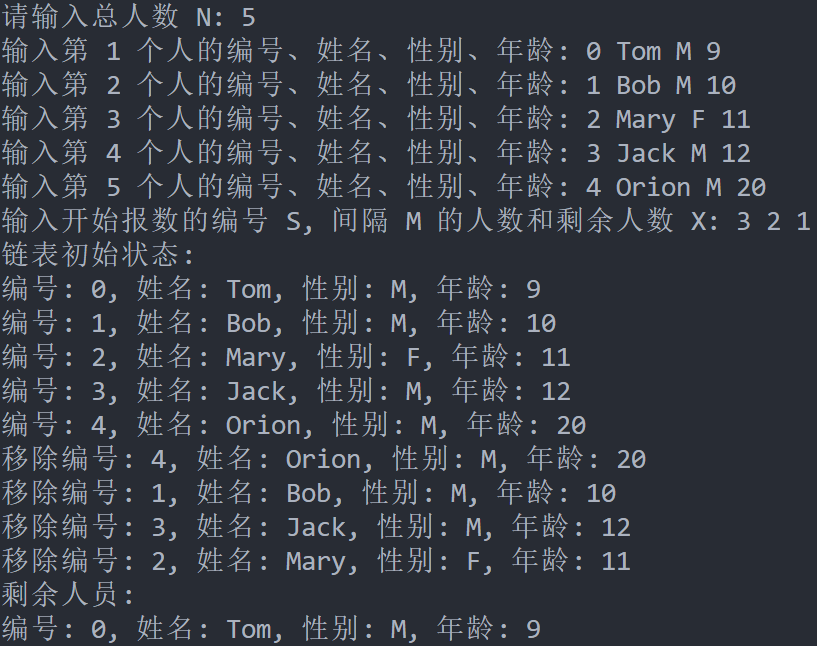 请输入总人数 N: 5
输入第 1 个人的编号、姓名、性别、年龄: 0 Tom M 9
输入第 2 个人的编号、姓名、性别、年龄: 1 Bob M 10
输入第 3 个人的编号、姓名、性别、年龄: 2 Mary F 11
输入第 4 个人的编号、姓名、性别、年龄: 3 Jack M 12
输入第 5 个人的编号、姓名、性别、年龄: 4 Orion M 20
输入开始报数的编号 S, 间隔 M 的人数和剩余人数 X: 3 2 1
链表初始状态:
编号: 0, 姓名: Tom, 性别: M, 年龄: 9
编号: 1, 姓名: Bob, 性别: M, 年龄: 10
编号: 2, 姓名: Mary, 性别: F, 年龄: 11
编号: 3, 姓名: Jack, 性别: M, 年龄: 12
编号: 4, 姓名: Orion, 性别: M, 年龄: 20
移除编号: 4, 姓名: Orion, 性别: M, 年龄: 20
移除编号: 1, 姓名: Bob, 性别: M, 年龄: 10
移除编号: 3, 姓名: Jack, 性别: M, 年龄: 12
移除编号: 2, 姓名: Mary, 性别: F, 年龄: 11
剩余人员:
编号: 0, 姓名: Tom, 性别: M, 年龄: 9